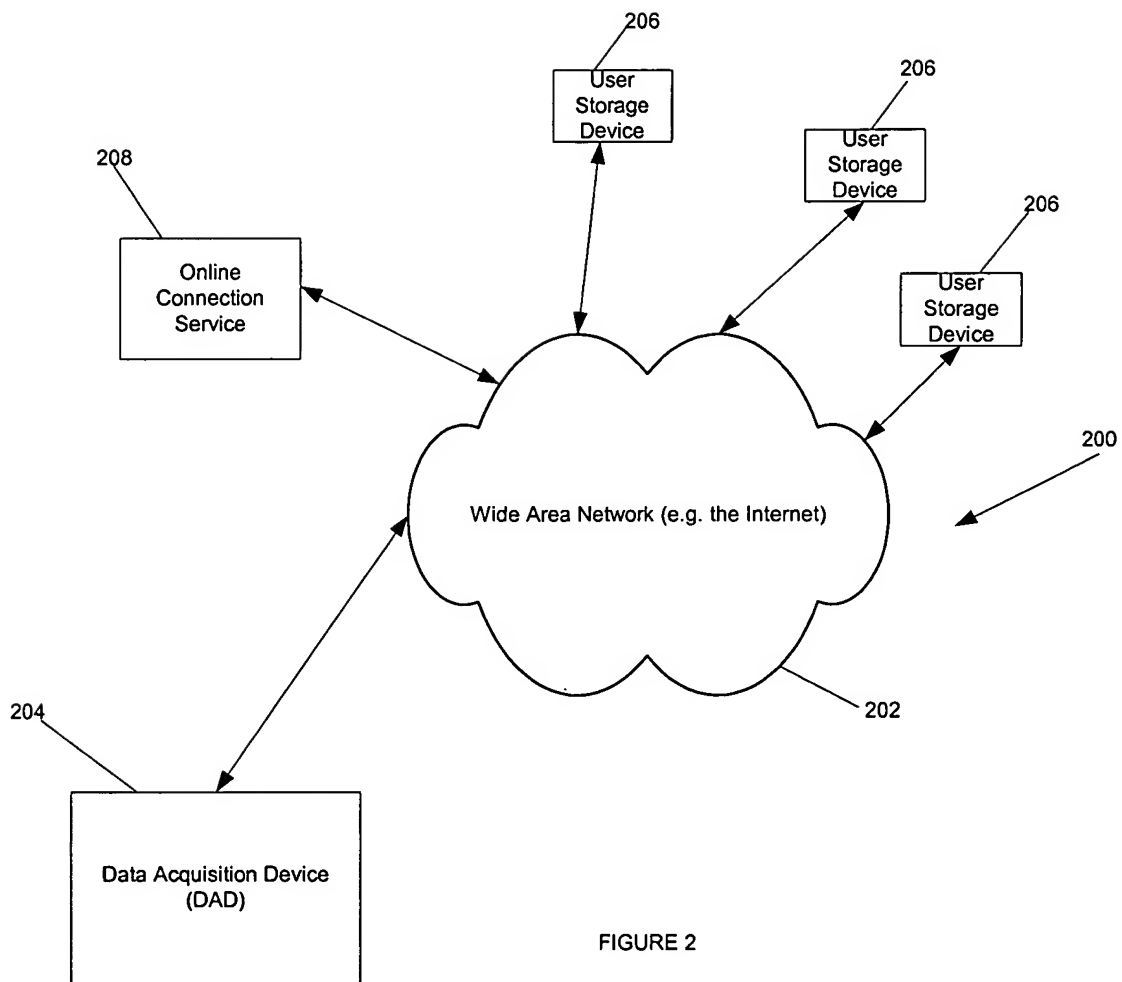 206
User
Storage
Device
206
User
Storage
Device
208
206
Online
Connection
Service
User
Storage
Device
200
Wide Area Network (e.g. the Internet)
204
202
Data Acquisition Device
(DAD)
FIGURE 2